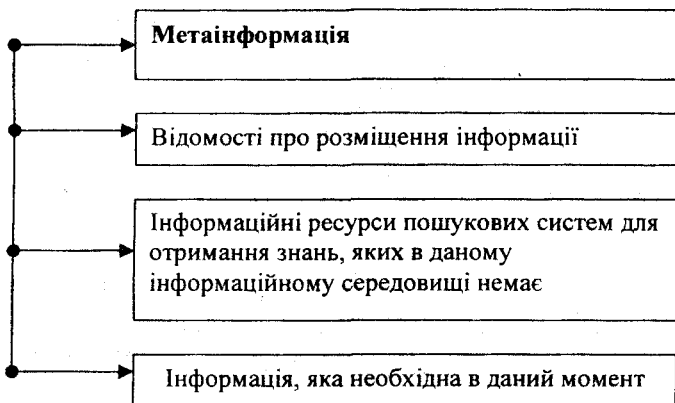 Метаінформація
Відомості про розміщення інформації
Інформаційні ресурси пошукових систем для
отримання знань, яких в даному
інформаційному середовищі немає
Інформація, яка необхідна в даний момент